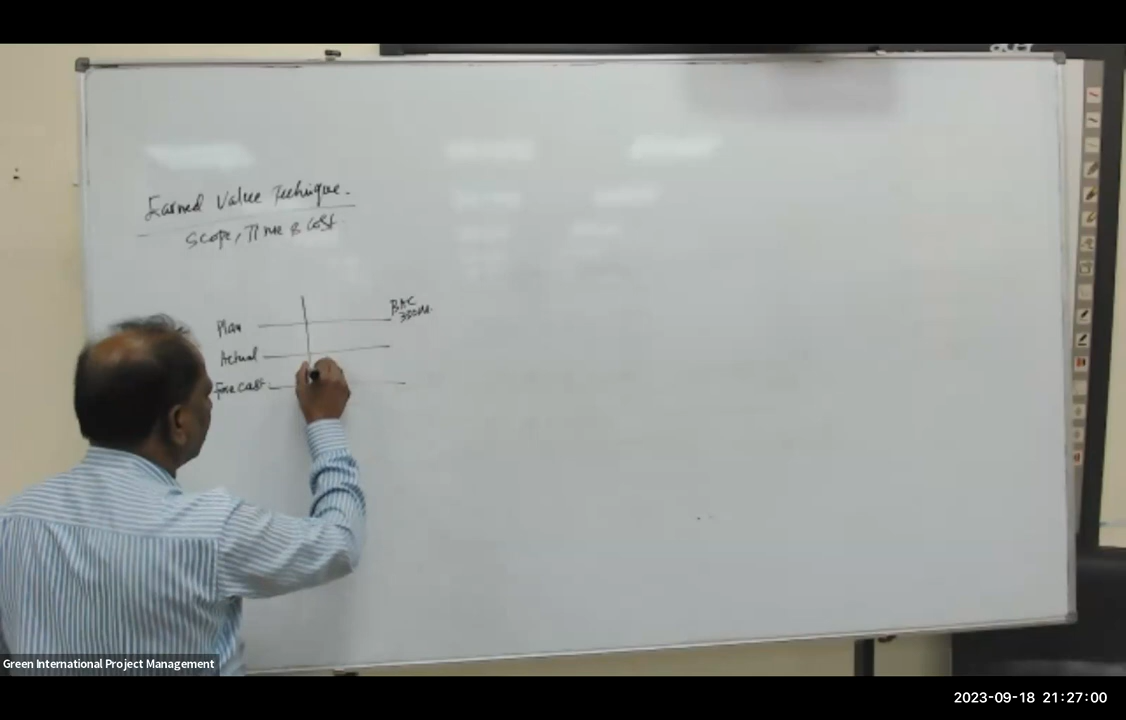 acer
Earned Value Technique.
Scope, Time & Cost
BAC
Plan
Actual
Forecast
Green International Project Management
2023-09-18 21:27:00